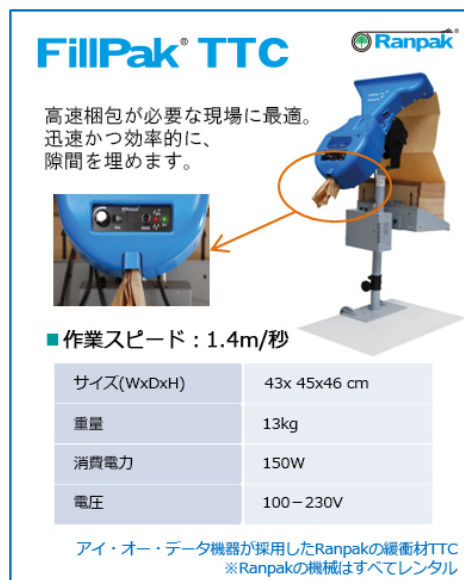 FillPak® TTC
Ranpak®
高速梱包が必要な現場に最適。
迅速かつ効率的に、
隙間を埋めます。
■作業スピード：1.4m/秒
サイズ(WxDxH) 43x 45x46 cm
重量 13kg
消費電力 150W
電圧 100－230V
アイ・オー・データ機器が採用したRanpakの緩衝材TTC
※Ranpakの機械はすべてレンタル